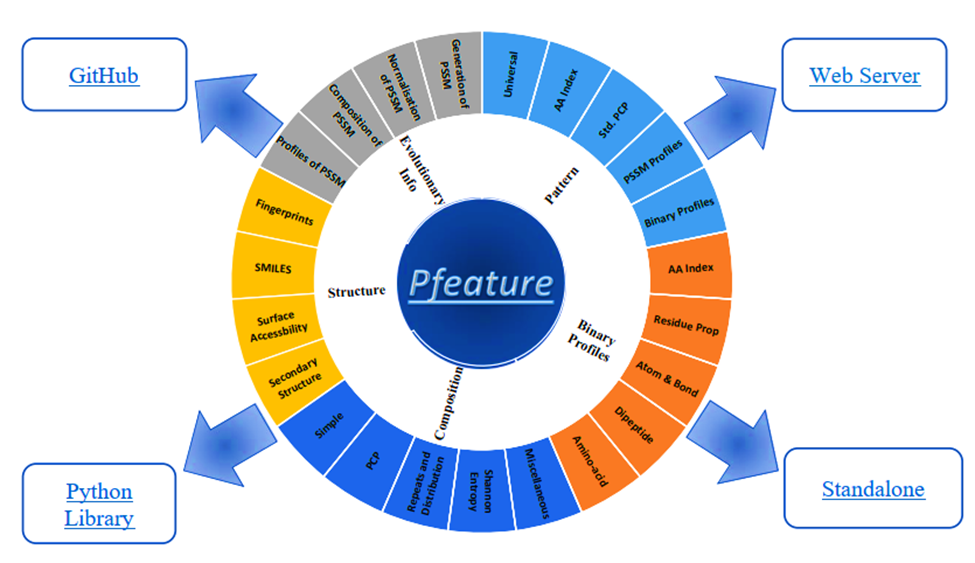 GitHub
Web Server
Generation of
PSSM
Normalisation
of PSSM
Composition of
PSSM
Profiles of PSSM
Universal
AA Index
Std. PCP
PSSM Profiles
Binary Profiles
Evolutionary
Info
Pattern
Fingerprints
SMILES
Surface
Accessbility
Secondary
Structure
Structure
Pfeature
AA Index
Residue Prop
Atom & Bond
Dipeptide
Amino-acid
Binary
Profiles
Composition
Simple
PCP
Repeats and
Distribution
Shannon
Entropy
Miscellaneous
Python
Library
Standalone